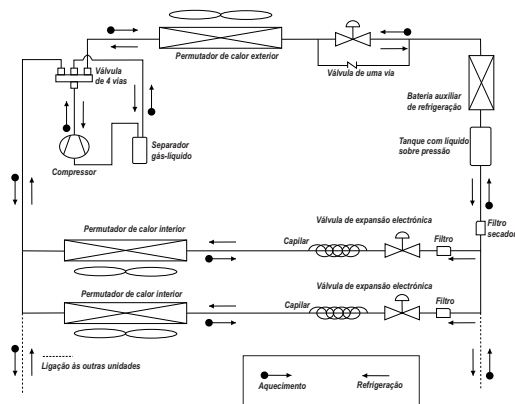 Permutador de calor exterior
Válvula de uma via
Válvula
de 4 vias
Bateria auxiliar
de refrigeração
Separador
gás-líquido
Compressor
Tanque com líquido
sobre pressão
Filtro
secador
Permutador de calor interior
Válvula de expansão electrónica
Capilar
Filtro
Permutador de calor interior
Válvula de expansão electrónica
Capilar
Filtro
Ligação às outras unidades
Aquecimento
Refrigeração